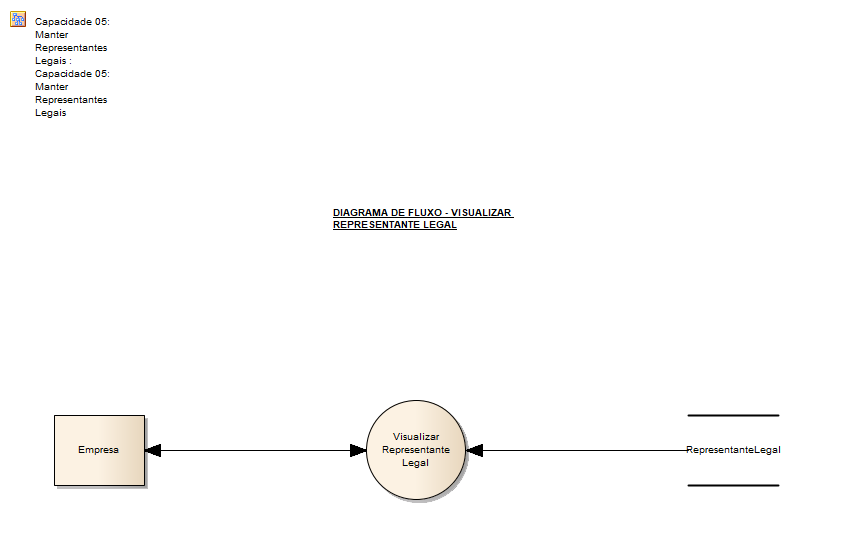 Capacidade 05:
Manter
Representantes
Legais :
Capacidade 05:
Manter
Representantes
Legais
DIAGRAMA DE FLUXO - VISUALIZAR
REPRESENTANTE LEGAL
Empresa
Visualizar
Representante
Legal
RepresentanteLegal